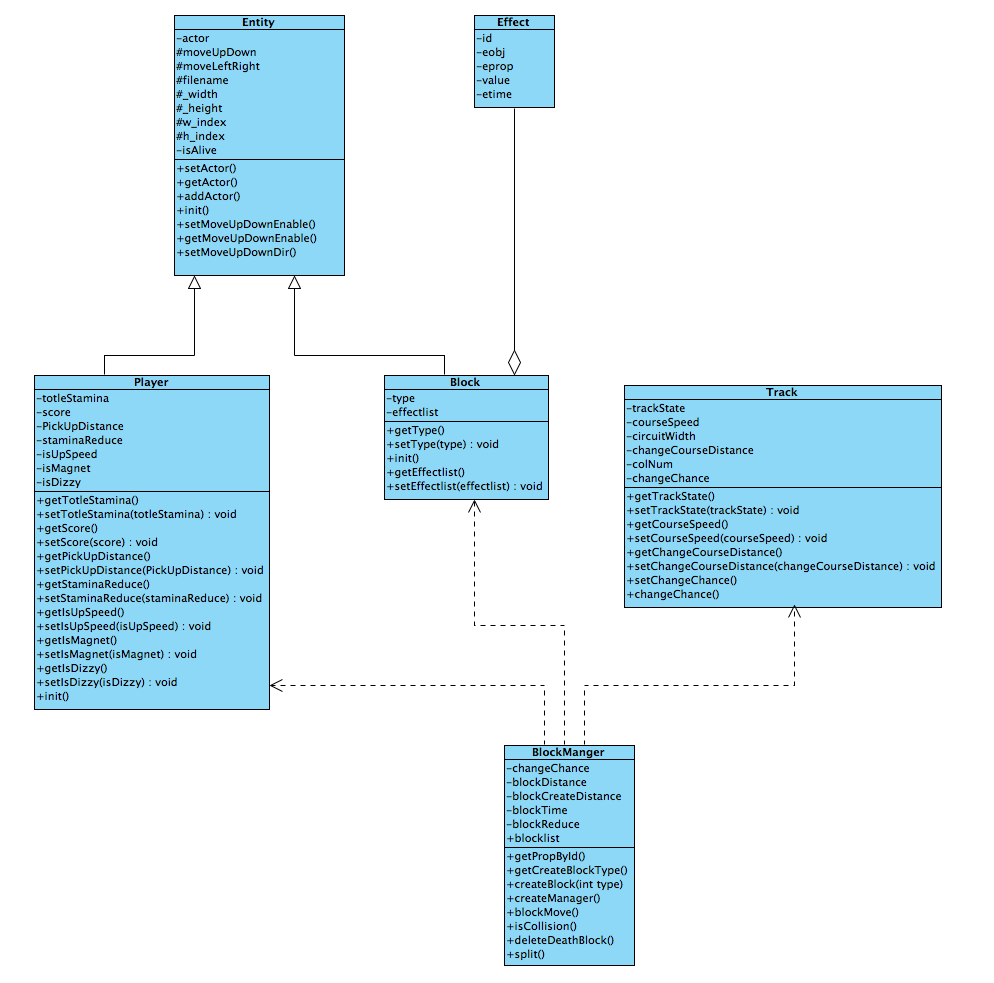 Entity
-actor
#moveUpDown
#moveLeftRight
#filename
#_width
#_height
#w_index
#h_index
-isAlive
+setActor()
+getActor()
+addActor()
+init()
+setMoveUpDownEnable()
+getMoveUpDownEnable()
+setMoveUpDownDir()
Effect
-id
-eobj
-eprop
-value
-etime
Player
-totleStamina
-score
-PickUpDistance
-staminaReduce
-isUpSpeed
-isMagnet
-isDizzy
+getTotleStamina()
+setTotleStamina(totleStamina) : void
+getScore()
+setScore(score) : void
+getPickUpDistance()
+setPickUpDistance(PickUpDistance) : void
+getStaminaReduce()
+setStaminaReduce(staminaReduce) : void
+getIsUpSpeed()
+setIsUpSpeed(isUpSpeed) : void
+getIsMagnet()
+setIsMagnet(isMagnet) : void
+getIsDizzy()
+setIsDizzy(isDizzy) : void
+init()
Block
-type
-effectlist
+getType()
+setType(type) : void
+init()
+getEffectlist()
+setEffectlist(effectlist) : void
Track
-trackState
-courseSpeed
-circuitWidth
-changeCourseDistance
-colNum
-changeChance
+getTrackState()
+setTrackState(trackState) : void
+getCourseSpeed()
+setCourseSpeed(courseSpeed) : void
+getChangeCourseDistance()
+setChangeCourseDistance(changeCourseDistance) : void
+setChangeChance()
+changeChance()
BlockManger
-changeChance
-blockDistance
-blockCreateDistance
-blockTime
-blockReduce
+blocklist
+getPropById()
+getCreateBlockType()
+createBlock(int type)
+createManager()
+blockMove()
+isCollision()
+deleteDeathBlock()
+split()